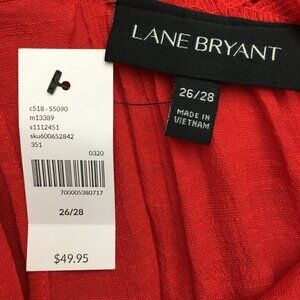 c518 - S5090
m13389
s1112451
sku600652842
351
0320
700005380717
26/28
$49.95
LANE BRYANT
26/28
MADE IN
VIETNAM